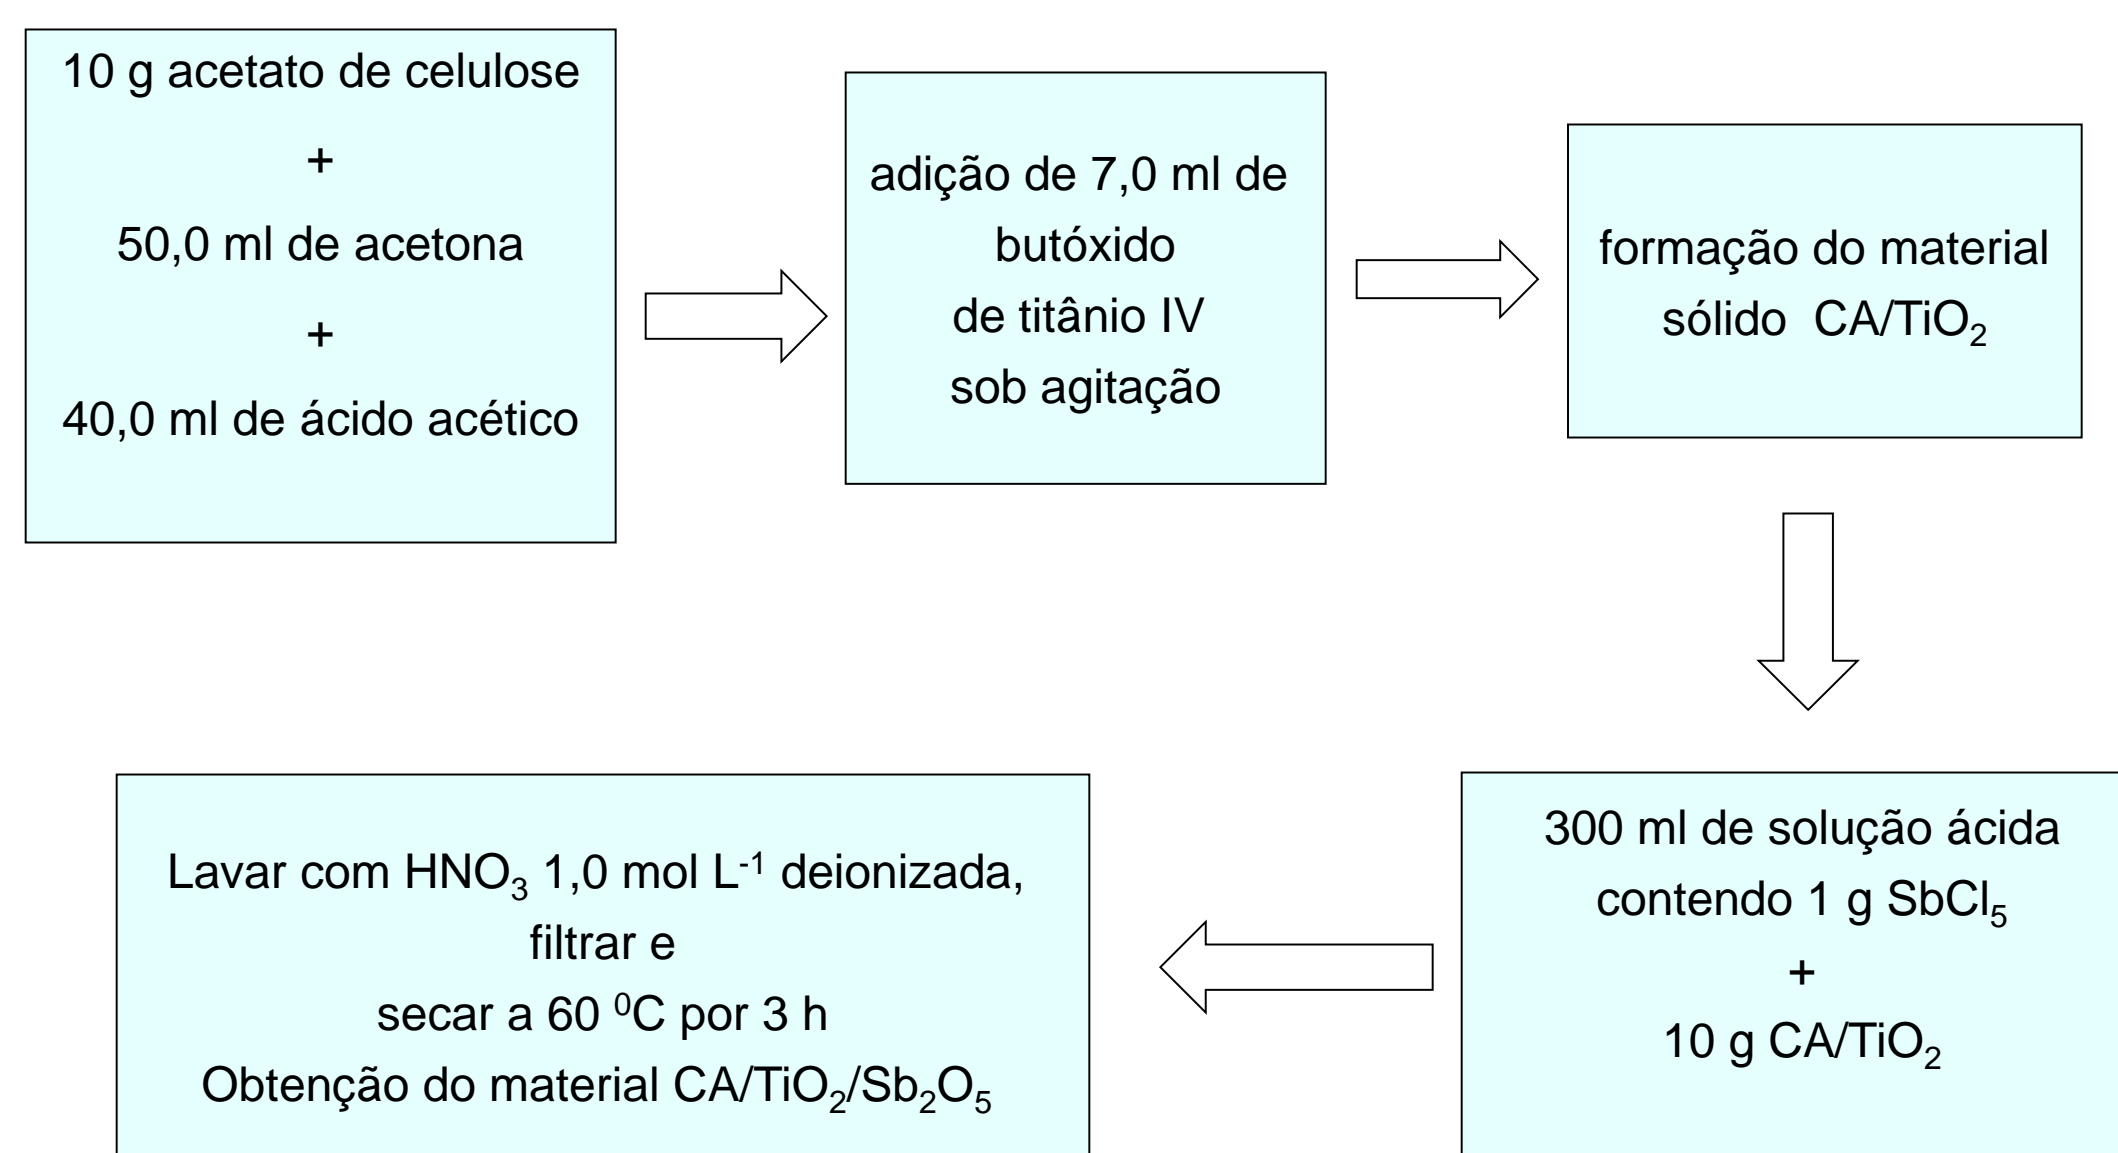 10 g acetato de celulose
+
50,0 ml de acetona
+
40,0 ml de ácido acético
adição de 7,0 ml de
butóxido
de titânio IV
sob agitação
formação do material
sólido CA/TiO₂
300 ml de solução ácida
contendo 1 g SbCl₅
+
10 g CA/TiO₂
Lavar com HNO₃ 1,0 mol L⁻¹ deionizada,
filtrar e
secar a 60 ⁰C por 3 h
Obtenção do material CA/TiO₂/Sb₂O₅